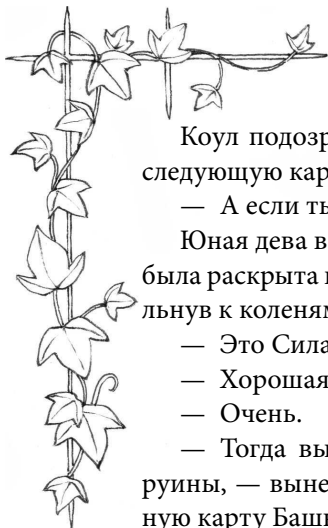 Коул подозр
следующую кар
— А если ты
Юная дева в
была раскрыта
льнув к коленям
— Это Сила
— Хорошая
— Очень.
— Тогда вы
руины, — выне
ную карту Башн